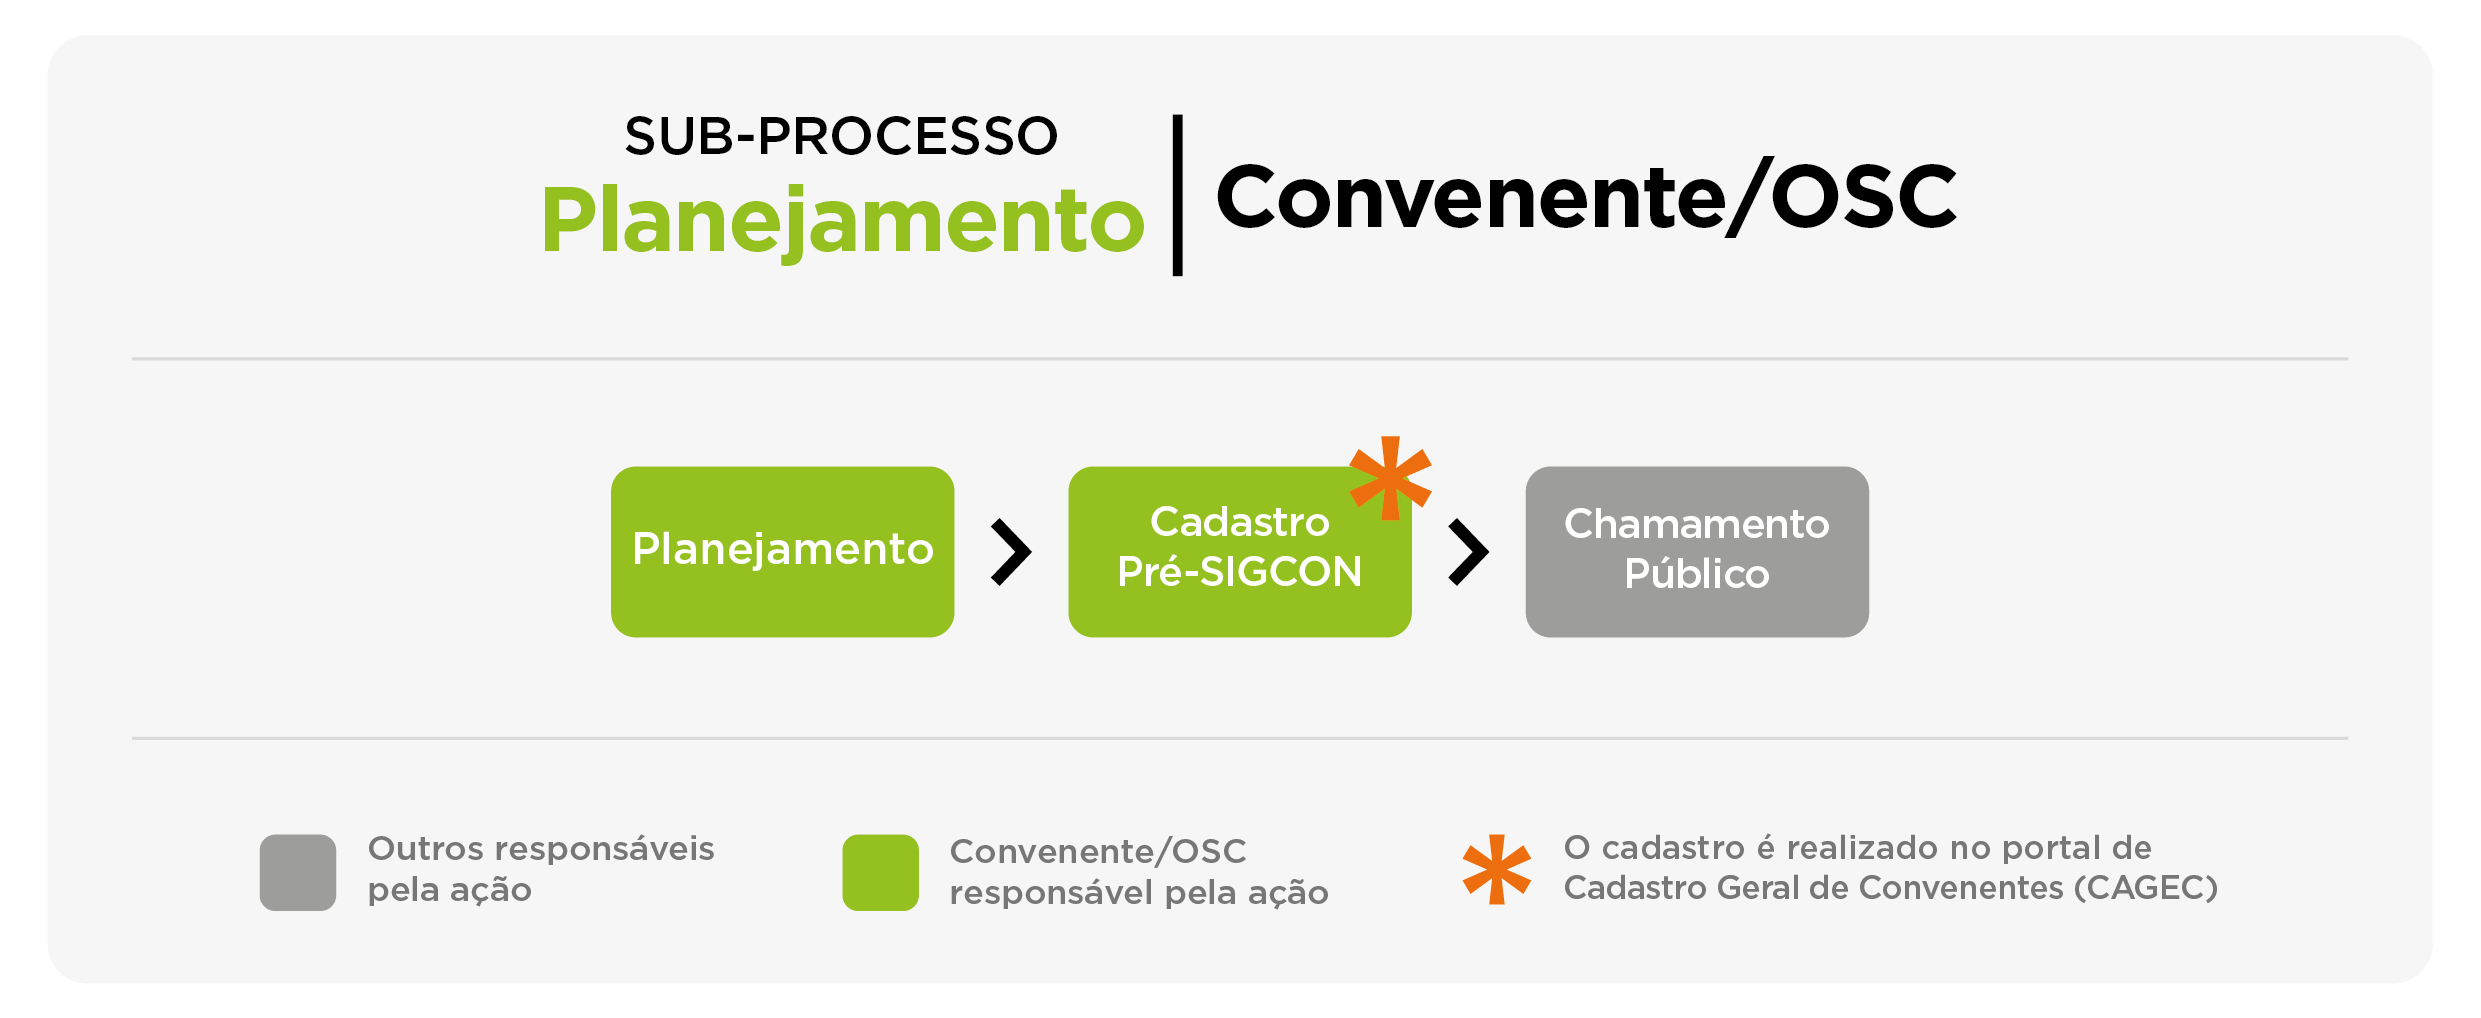 SUB-PROCESSO
Planejamento
Convenente/OSC
Planejamento
Cadastro
Pré-SIGCON
Chamamento
Público
Outros responsáveis
pela ação
Convenente/OSC
responsável pela ação
O cadastro é realizado no portal de
Cadastro Geral de Convenentes (CAGEC)